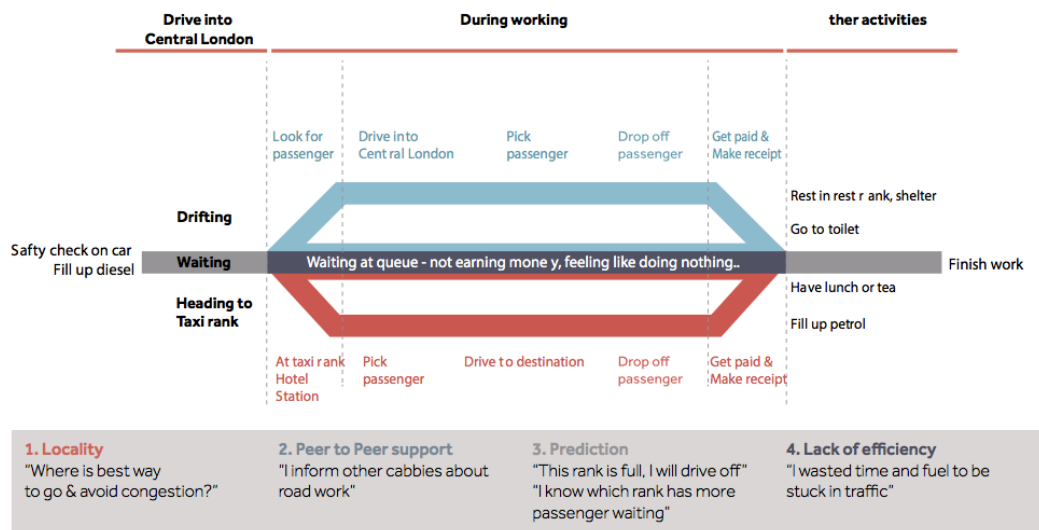 Drive into
Central London
During working
ther activities
Look for
passenger
Drive into
Central London
Pick
passenger
Drop off
passenger
Get paid &
Make receipt
Drifting
Rest in rest r ank, shelter
Go to toilet
Safty check on car
Fill up diesel
Waiting
Waiting at queue - not earning mone y, feeling like doing nothing..
Finish work
Heading to
Taxi rank
Have lunch or tea
Fill up petrol
At taxi rank
Hotel
Station
Pick
passenger
Drive to destination
Drop off
passenger
Get paid &
Make receipt
1. Locality
“Where is best way
to go & avoid congestion?”
2. Peer to Peer support
“I inform other cabbies about
road work”
3. Prediction
“This rank is full, I will drive off”
“I know which rank has more
passenger waiting”
4. Lack of efficiency
“I wasted time and fuel to be
stuck in traffic”